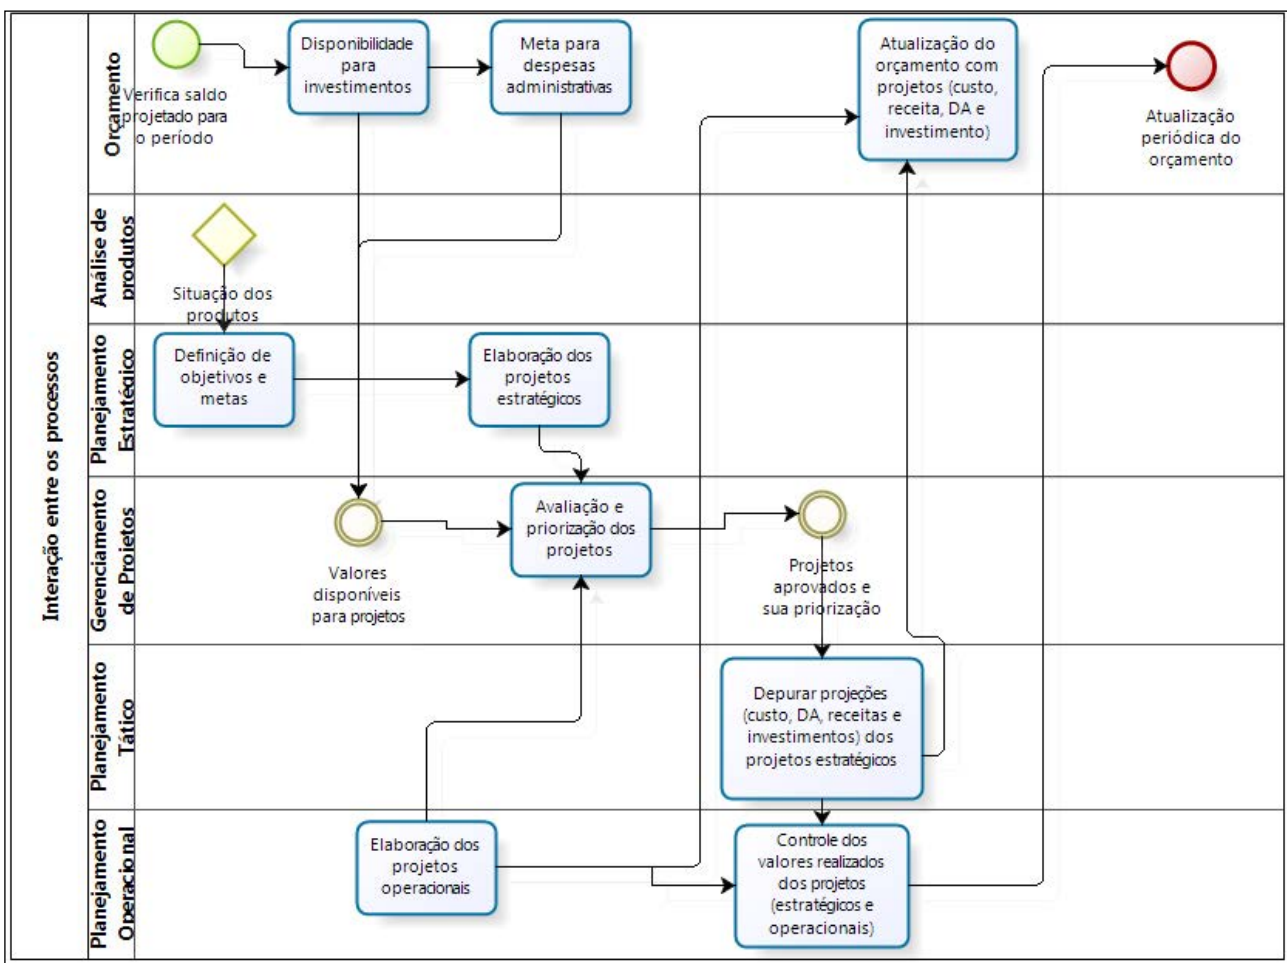 Interação entre os processos
Orçamento
Verifica saldo
projetado para
o período
Disponibilidade
para
investimentos
Meta para
despesas
administrativas
Atualização do
orçamento com
projetos (custo,
receita, DA e
investimento)
Atualização
periódica do
orçamento
Análise de
produtos
Situação dos
produtos
Planejamento
Estratégico
Definição de
objetivos e
metas
Elaboração dos
projetos
estratégicos
Gerenciamento
de Projetos
Valores
disponíveis
para projetos
Avaliação e
priorização dos
projetos
Projetos
aprovados e
sua priorização
Planejamento
Tático
Depurar projeções
(custo, DA, receitas e
investimentos) dos
projetos estratégicos
Planejamento
Operacional
Elaboração dos
projetos
operacionais
Controle dos
valores realizados
dos projetos
(estratégicos e
operacionais)